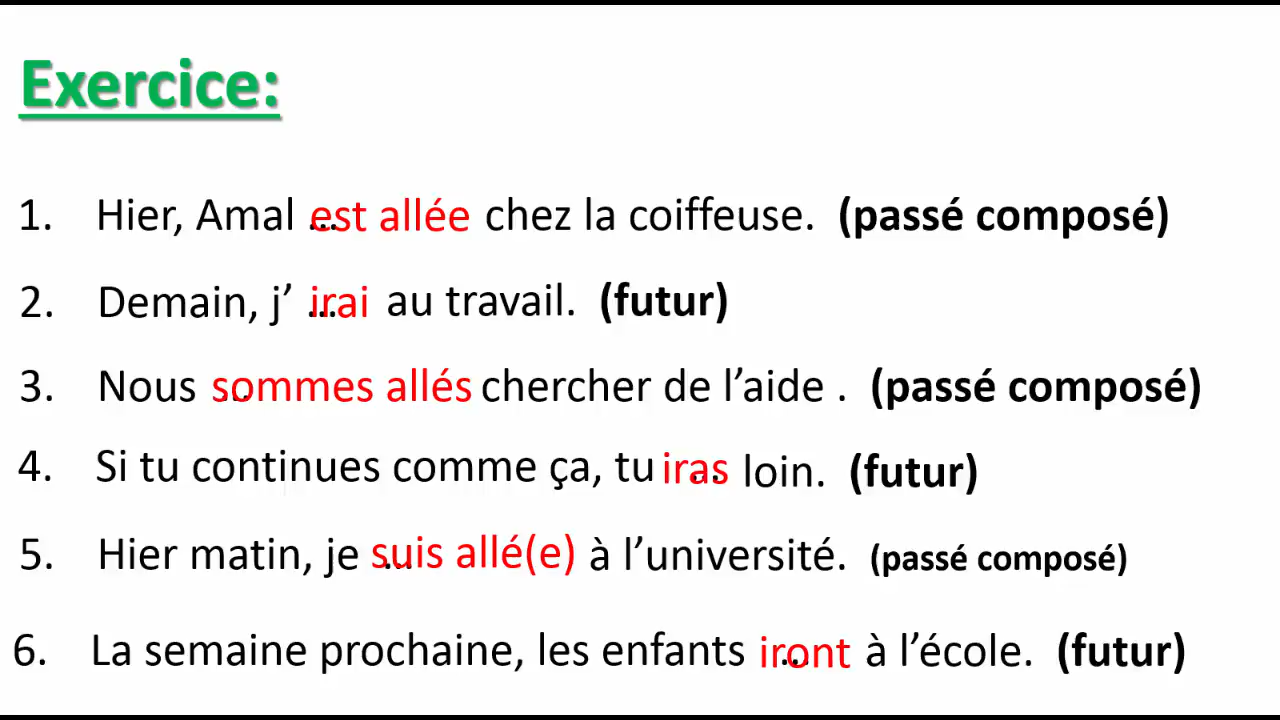 Exercice:
1. Hier, Amal est allée chez la coiffeuse. (passé composé)
2. Demain, j’ irai au travail. (futur)
3. Nous sommes allés chercher de l’aide . (passé composé)
4. Si tu continues comme ça, tu iras loin. (futur)
5. Hier matin, je suis allé(e) à l’université. (passé composé)
6. La semaine prochaine, les enfants iront à l’école. (futur)